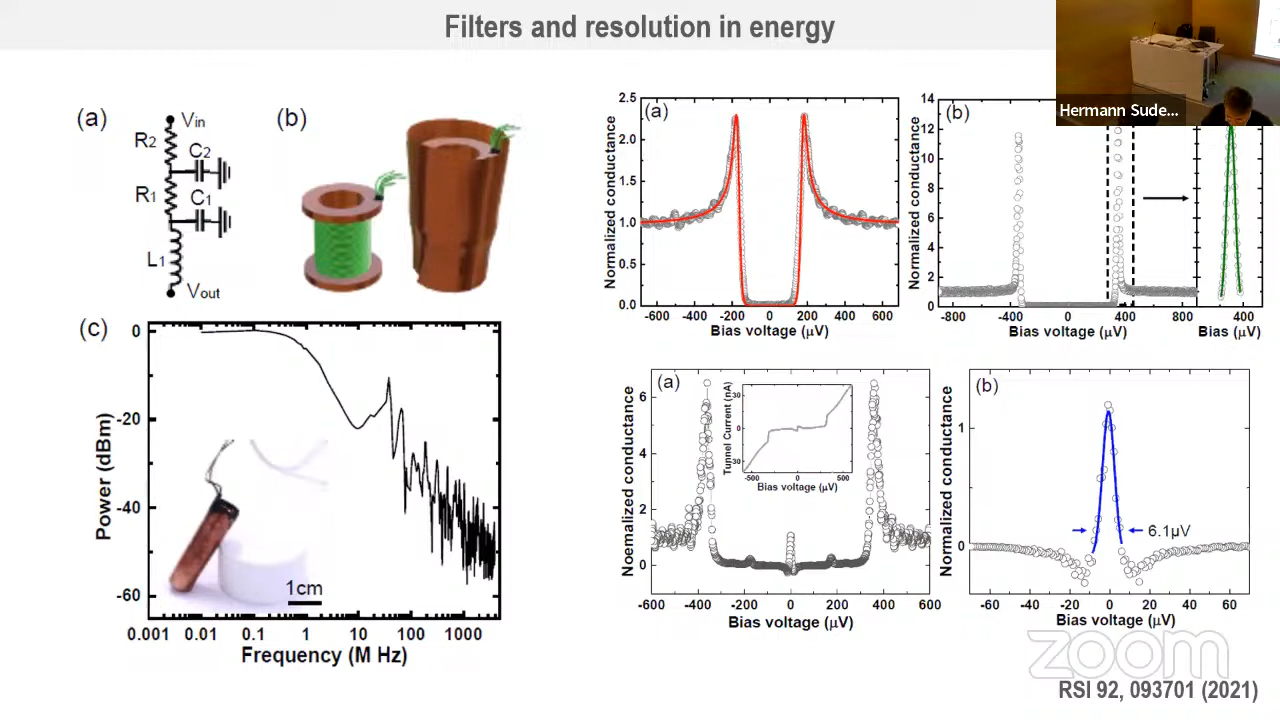 Filters and resolution in energy
Hermann Sude...
(a)
Vin
R2
C2
R1
C1
L1
Vout
(b)
(c)
Power (dBm)
0
-20
-40
-60
1cm
0.001 0.01 0.1 1 10 100 1000
Frequency (M Hz)
(a)
Normalized conductance
2.5
2.0
1.5
1.0
0.5
0.0
-600 -400 -200 0 200 400 600
Bias voltage (μV)
(b)
Normalized conductance
14
12
10
8
6
4
2
0
-400 0 400 800
Bias voltage (μV)
400
Bias (μV)
(a)
Noemalized conductance
6
4
2
0
-600 -400 -200 0 200 400 600
Bias voltage (μV)
Tunnel Current (nA)
30
0
-30
-500 0 500
Bias voltage (μV)
(b)
Normalized conductance
1
0
6.1μV
-60 -40 -20 0 20 40 60
Bias voltage (μV)
zoom
RSI 92, 093701 (2021)